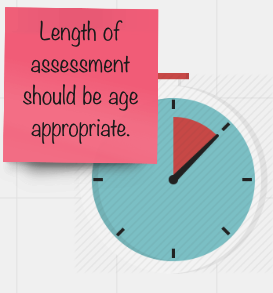 Length of
assessment
should be age
appropriate.